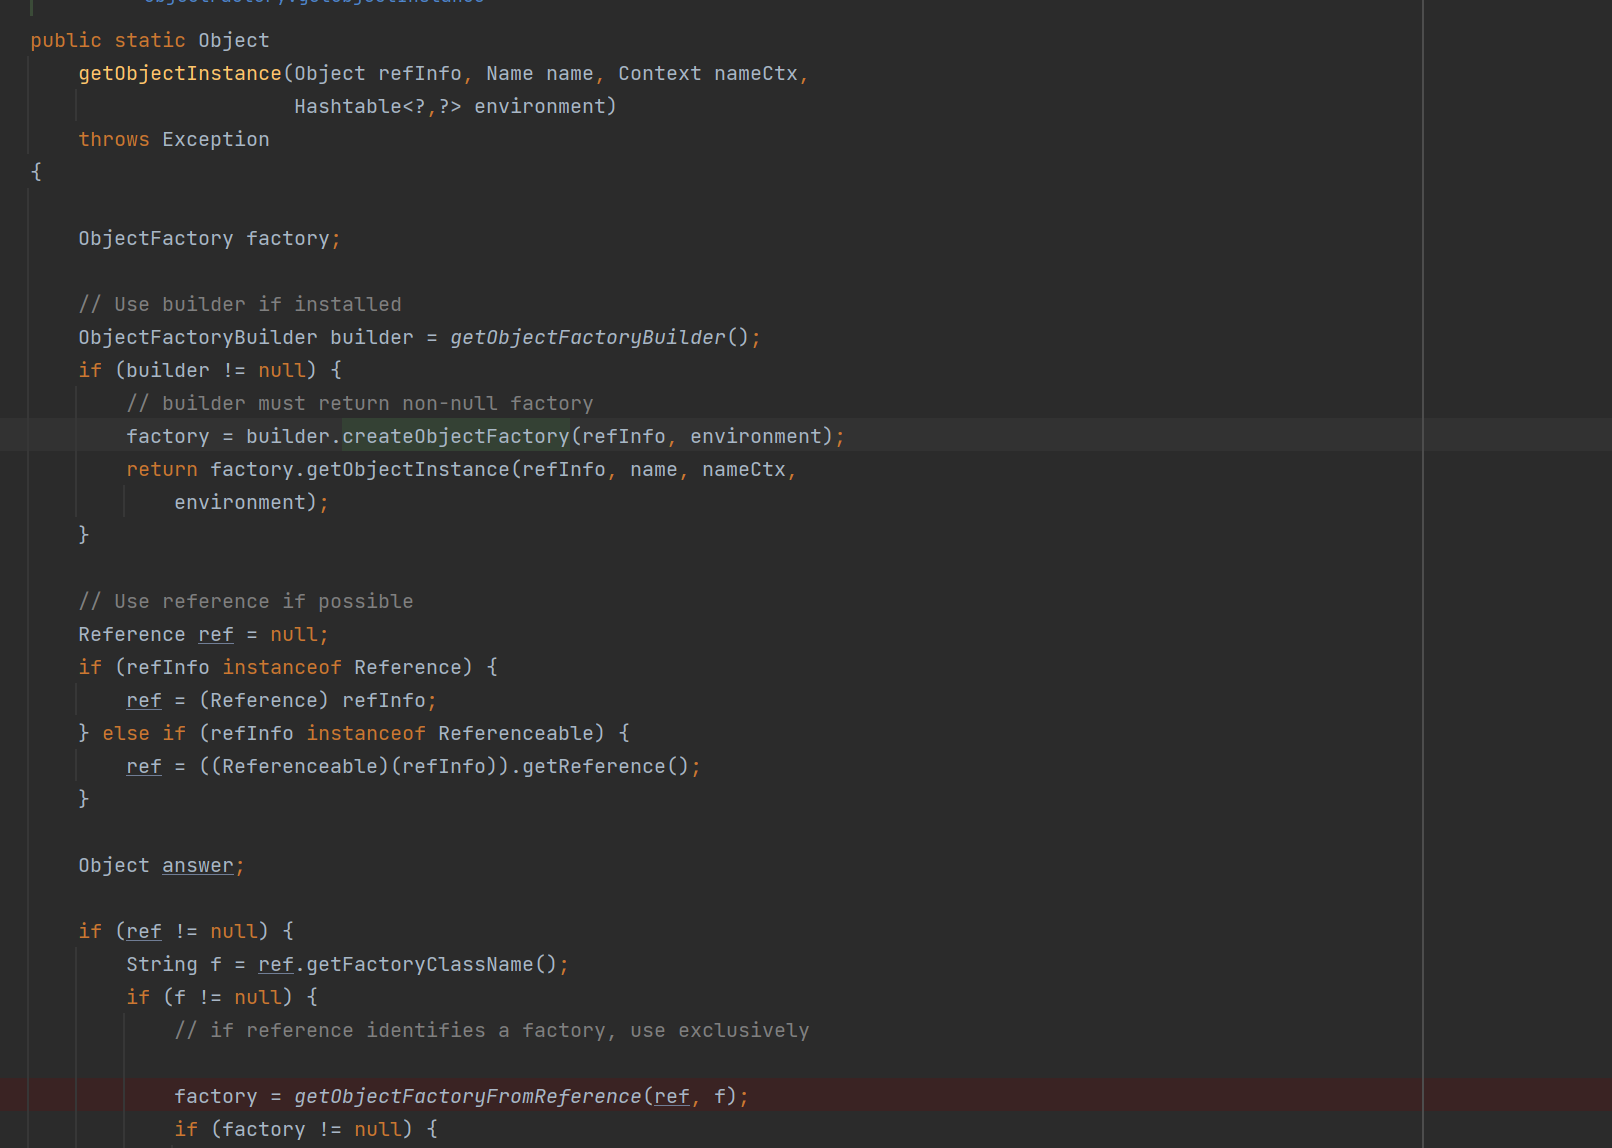 ObjectFactory.getObjectInstance
public static Object
getObjectInstance(Object refInfo, Name name, Context nameCtx,
Hashtable<?,?> environment)
throws Exception
{
ObjectFactory factory;
// Use builder if installed
ObjectFactoryBuilder builder = getObjectFactoryBuilder();
if (builder != null) {
// builder must return non-null factory
factory = builder.createObjectFactory(refInfo, environment);
return factory.getObjectInstance(refInfo, name, nameCtx,
environment);
}
// Use reference if possible
Reference ref = null;
if (refInfo instanceof Reference) {
ref = (Reference) refInfo;
} else if (refInfo instanceof Referenceable) {
ref = ((Referenceable)(refInfo)).getReference();
}
Object answer;
if (ref != null) {
String f = ref.getFactoryClassName();
if (f != null) {
// if reference identifies a factory, use exclusively
factory = getObjectFactoryFromReference(ref, f);
if (factory != null) {